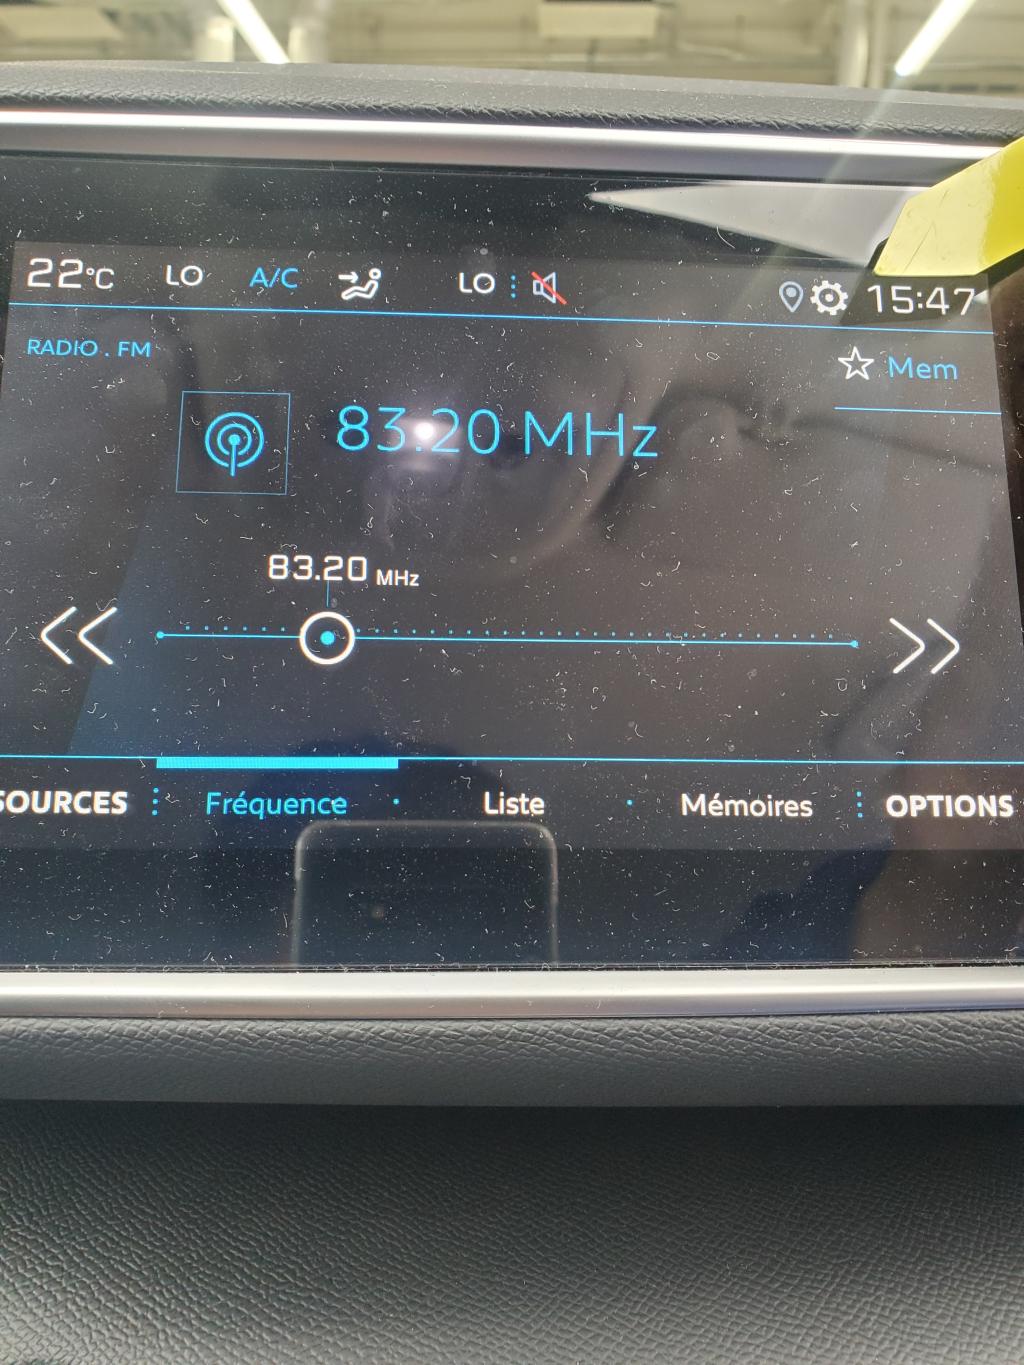 22°C LO A/C LO 15:47
RADIO . FM
Mem
83.20 MHz
83.20 MHz
SOURCES Fréquence Liste Mémoires OPTIONS